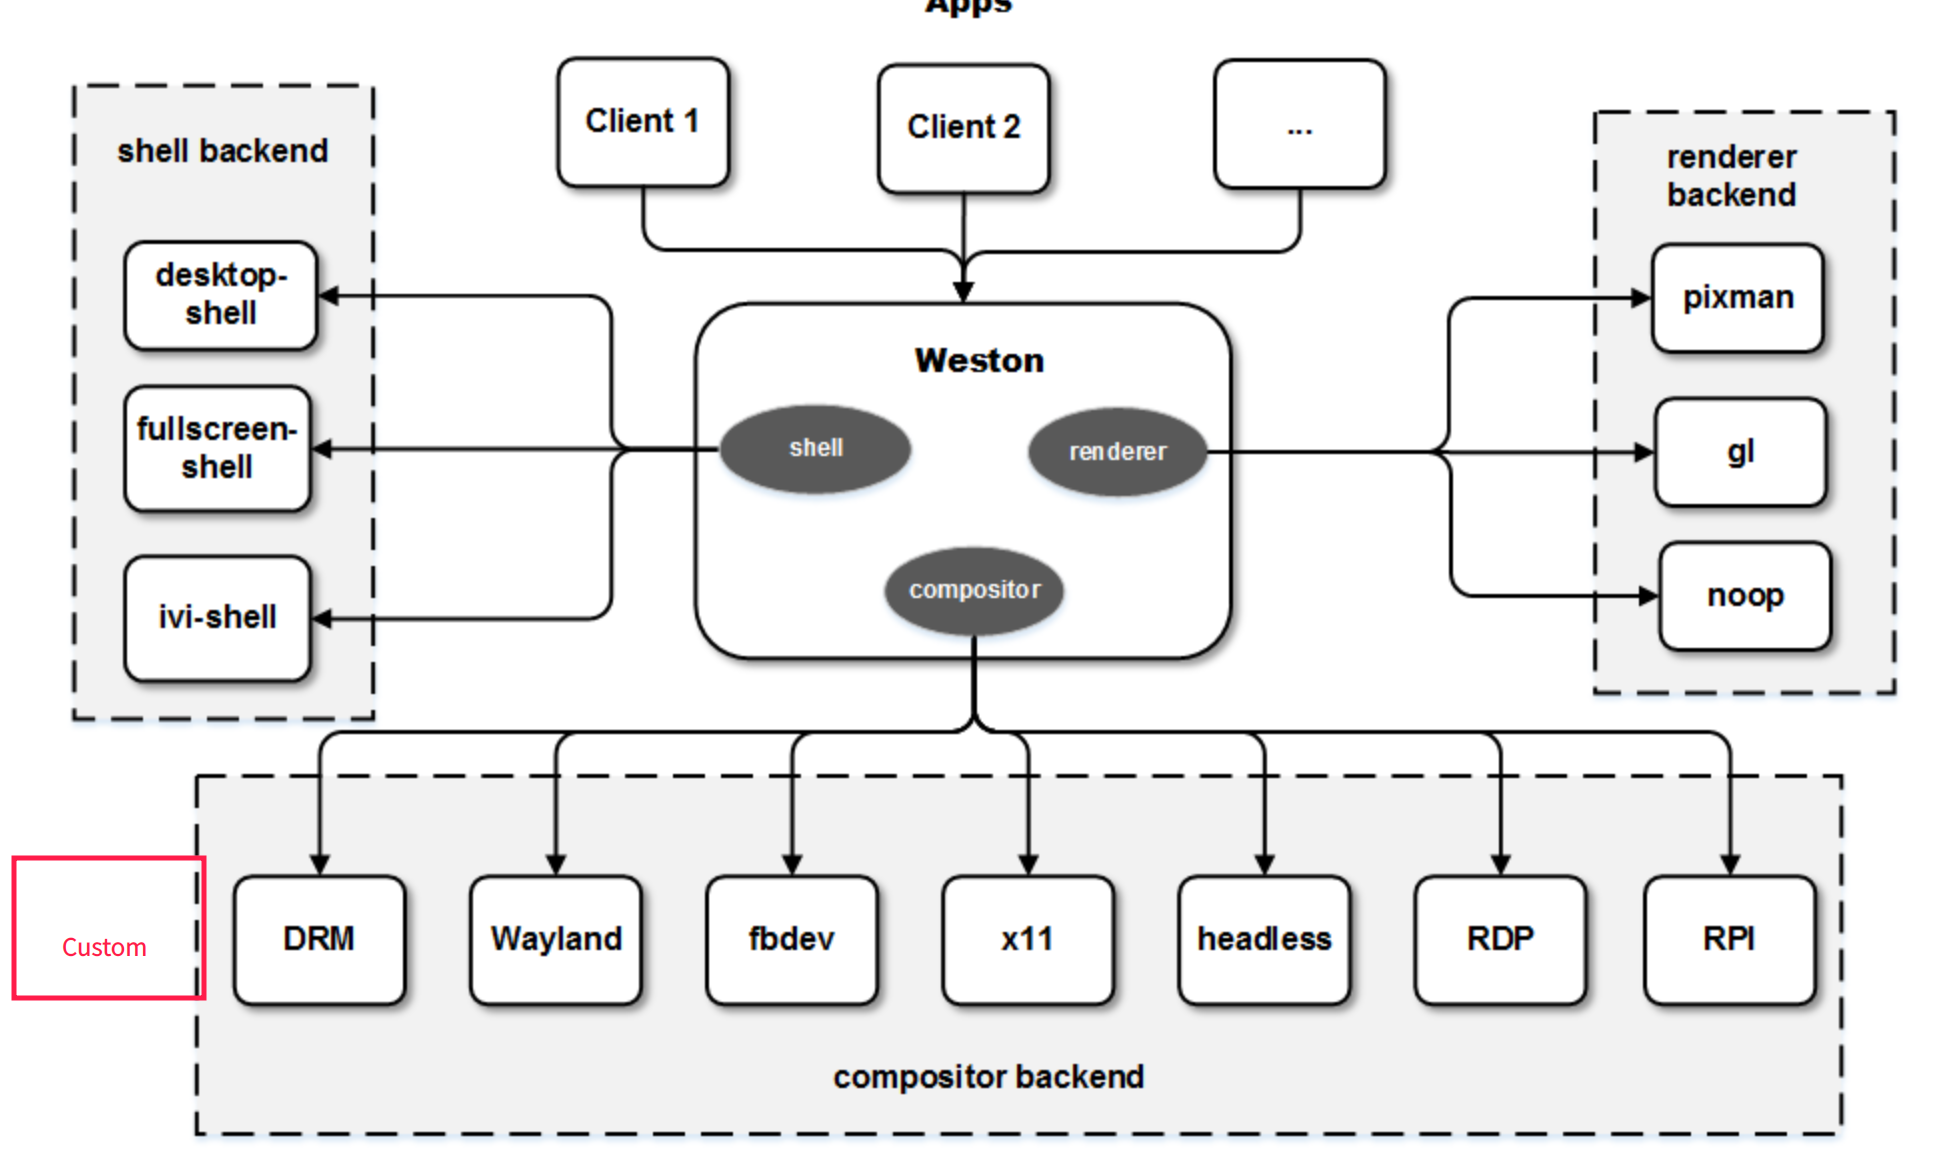 Apps
Client 1
Client 2
...
shell backend
renderer
backend
desktop-
shell
pixman
Weston
fullscreen-
shell
shell
renderer
gl
compositor
ivi-shell
noop
Custom
DRM
Wayland
fbdev
x11
headless
RDP
RPI
compositor backend